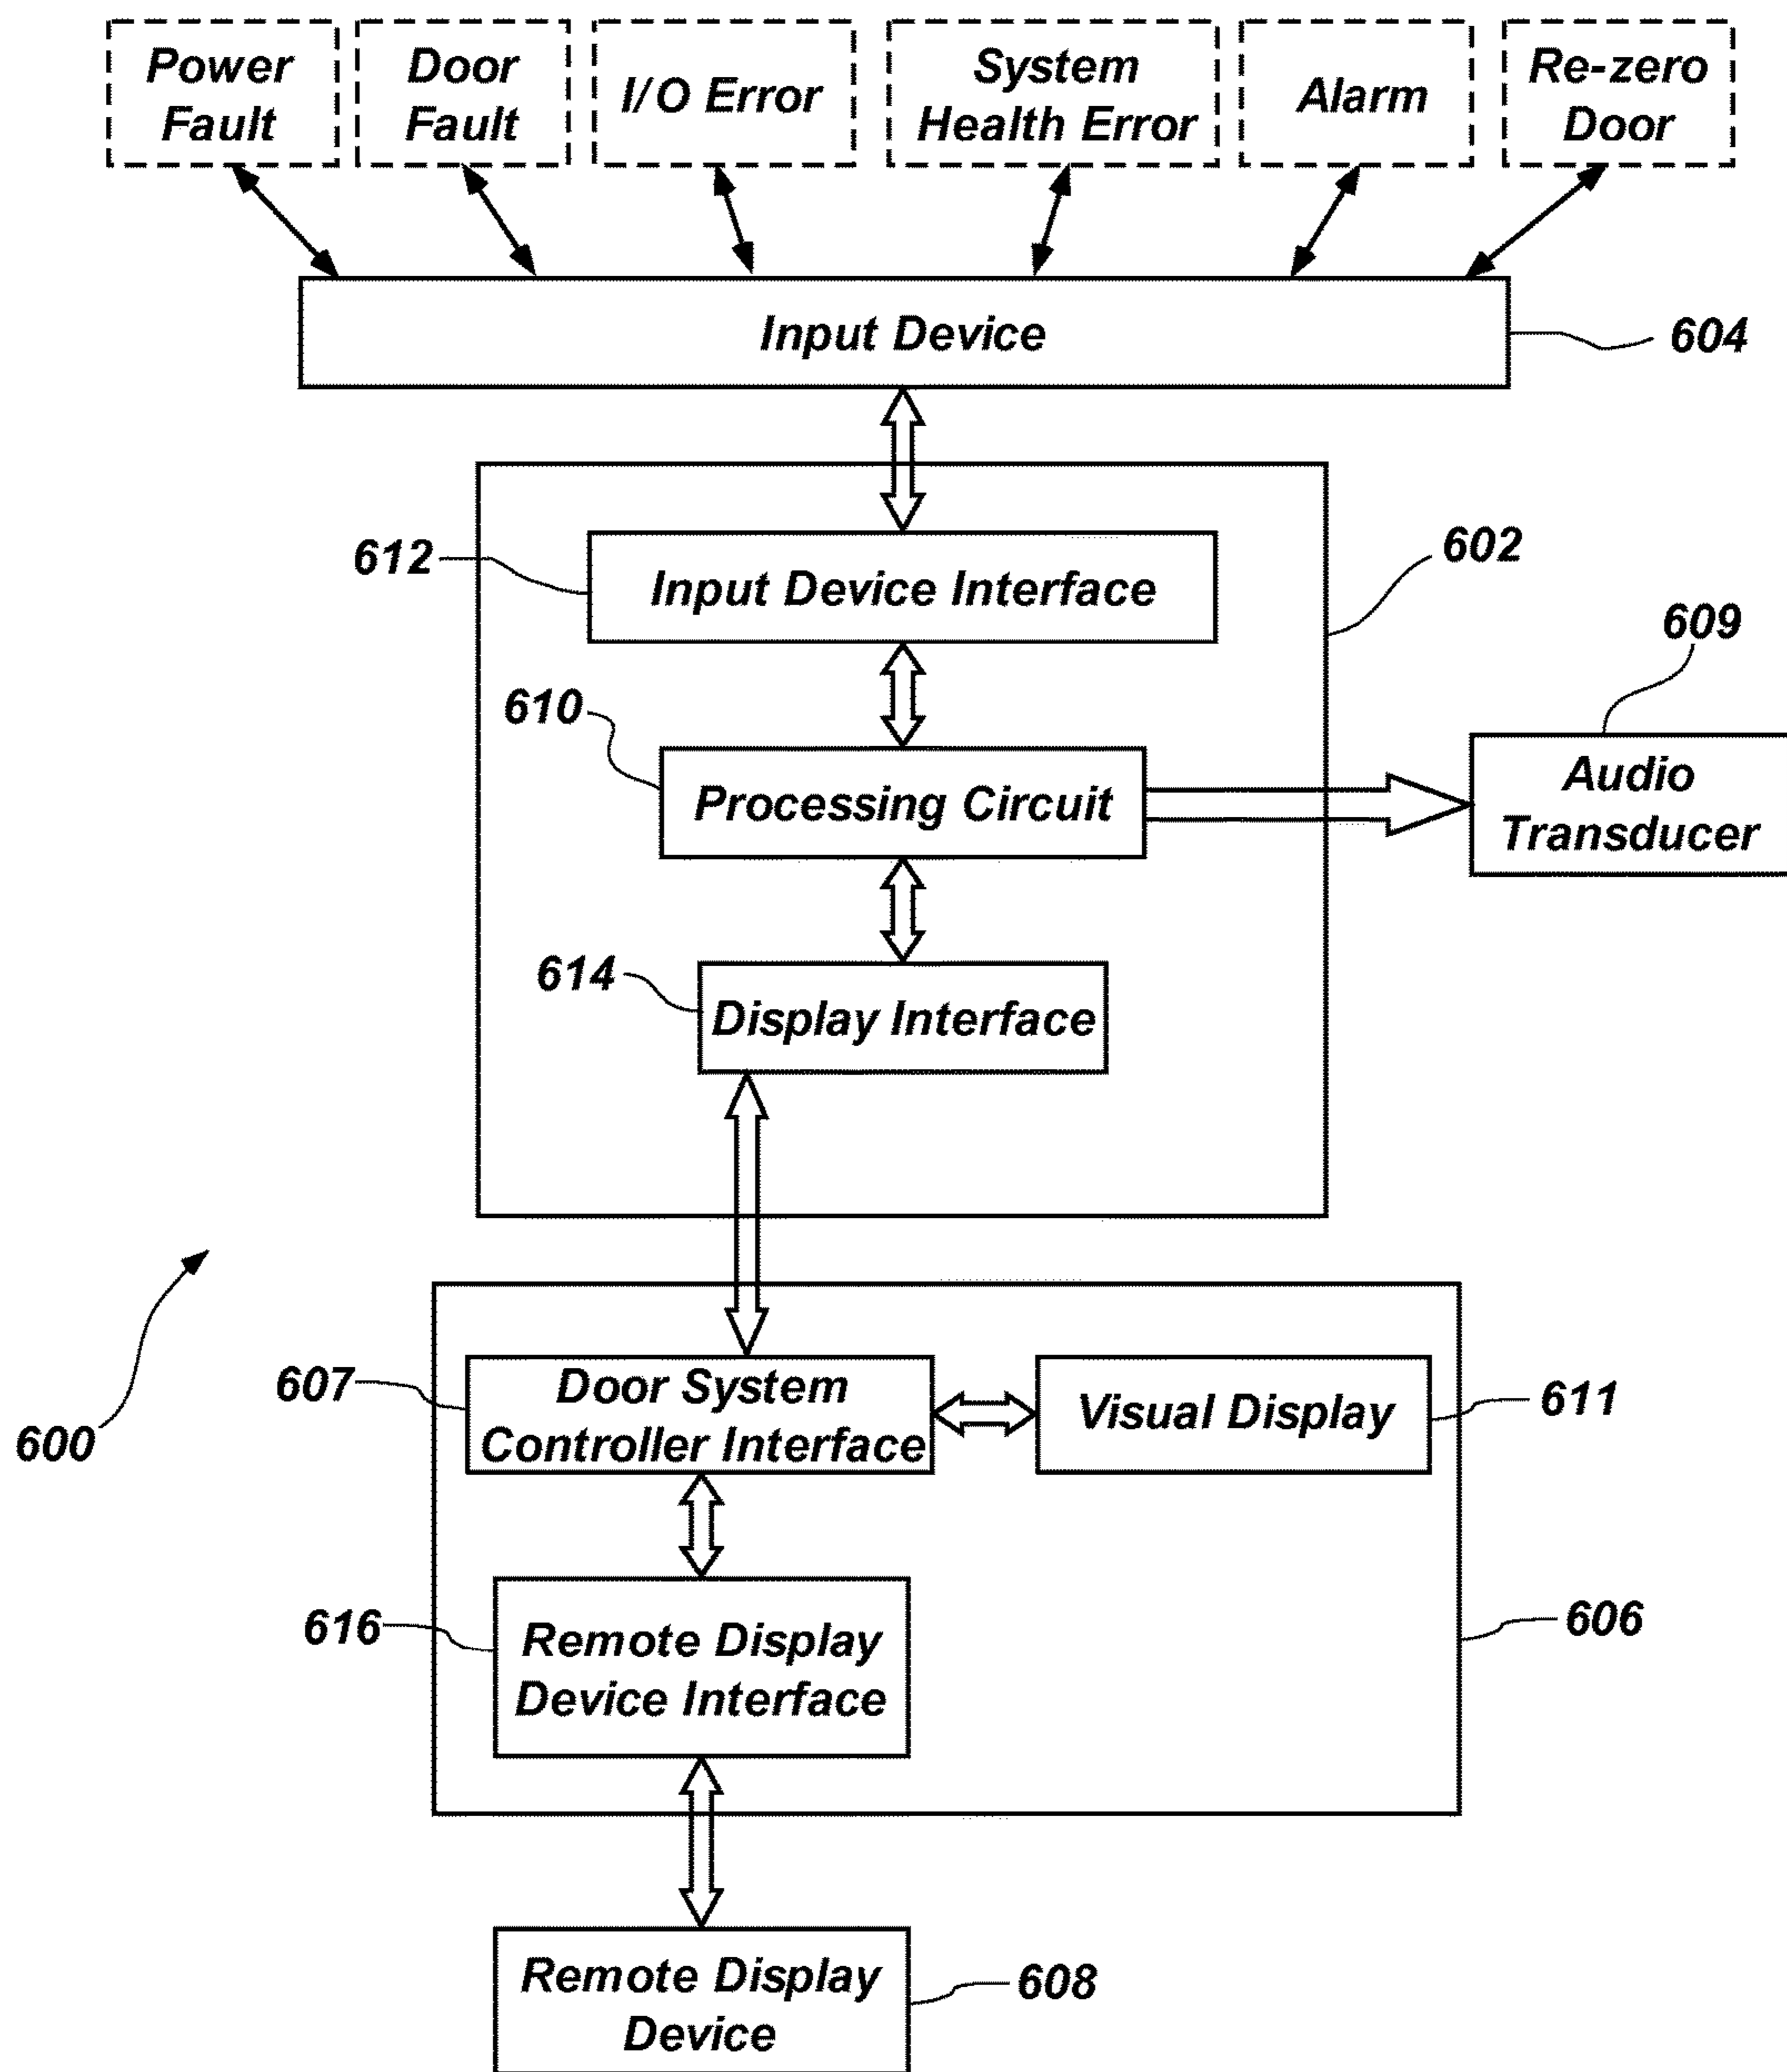 Power
Fault
Door
Fault
I/O Error
System
Health Error
Alarm
Re-zero
Door
Input Device
604
612
Input Device Interface
602
609
610
Processing Circuit
Audio
Transducer
614
Display Interface
600
607
Door System
Controller Interface
Visual Display
611
616
Remote Display
Device Interface
606
Remote Display
Device
608